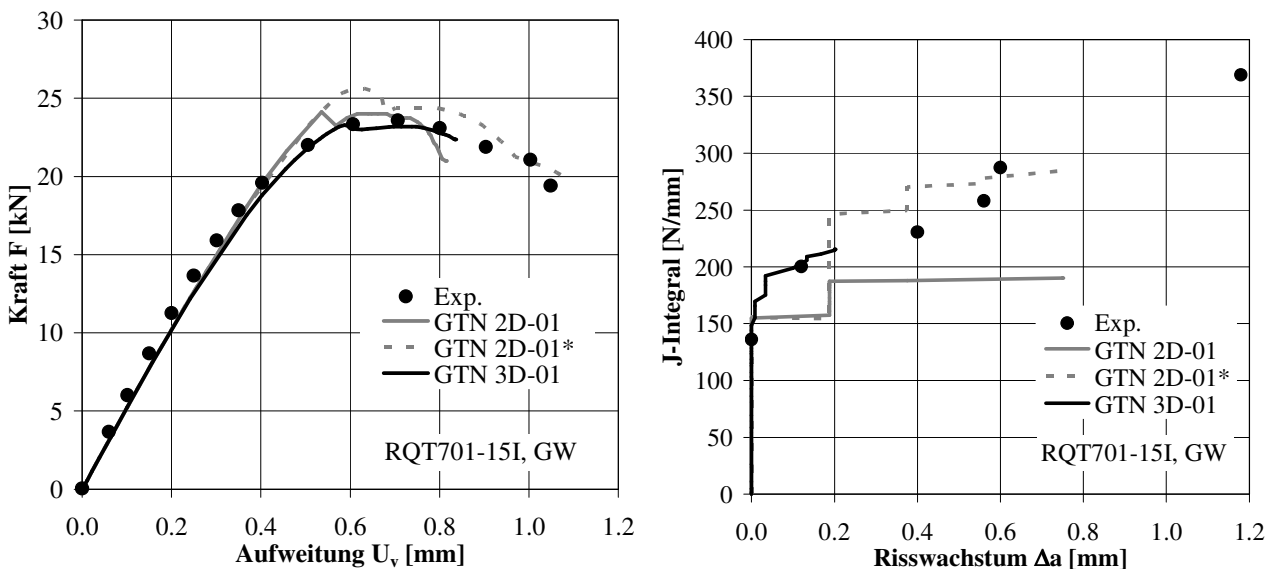 30
25
20
15
10
5
0
Kraft F [kN]
Exp.
GTN 2D-01
GTN 2D-01*
GTN 3D-01
RQT701-15I, GW
0.0 0.2 0.4 0.6 0.8 1.0 1.2
Aufweitung Uv [mm]
400
350
300
250
200
150
100
50
0
J-Integral [N/mm]
Exp.
GTN 2D-01
GTN 2D-01*
GTN 3D-01
RQT701-15I, GW
0.0 0.2 0.4 0.6 0.8 1.0 1.2
Risswachstum Δa [mm]